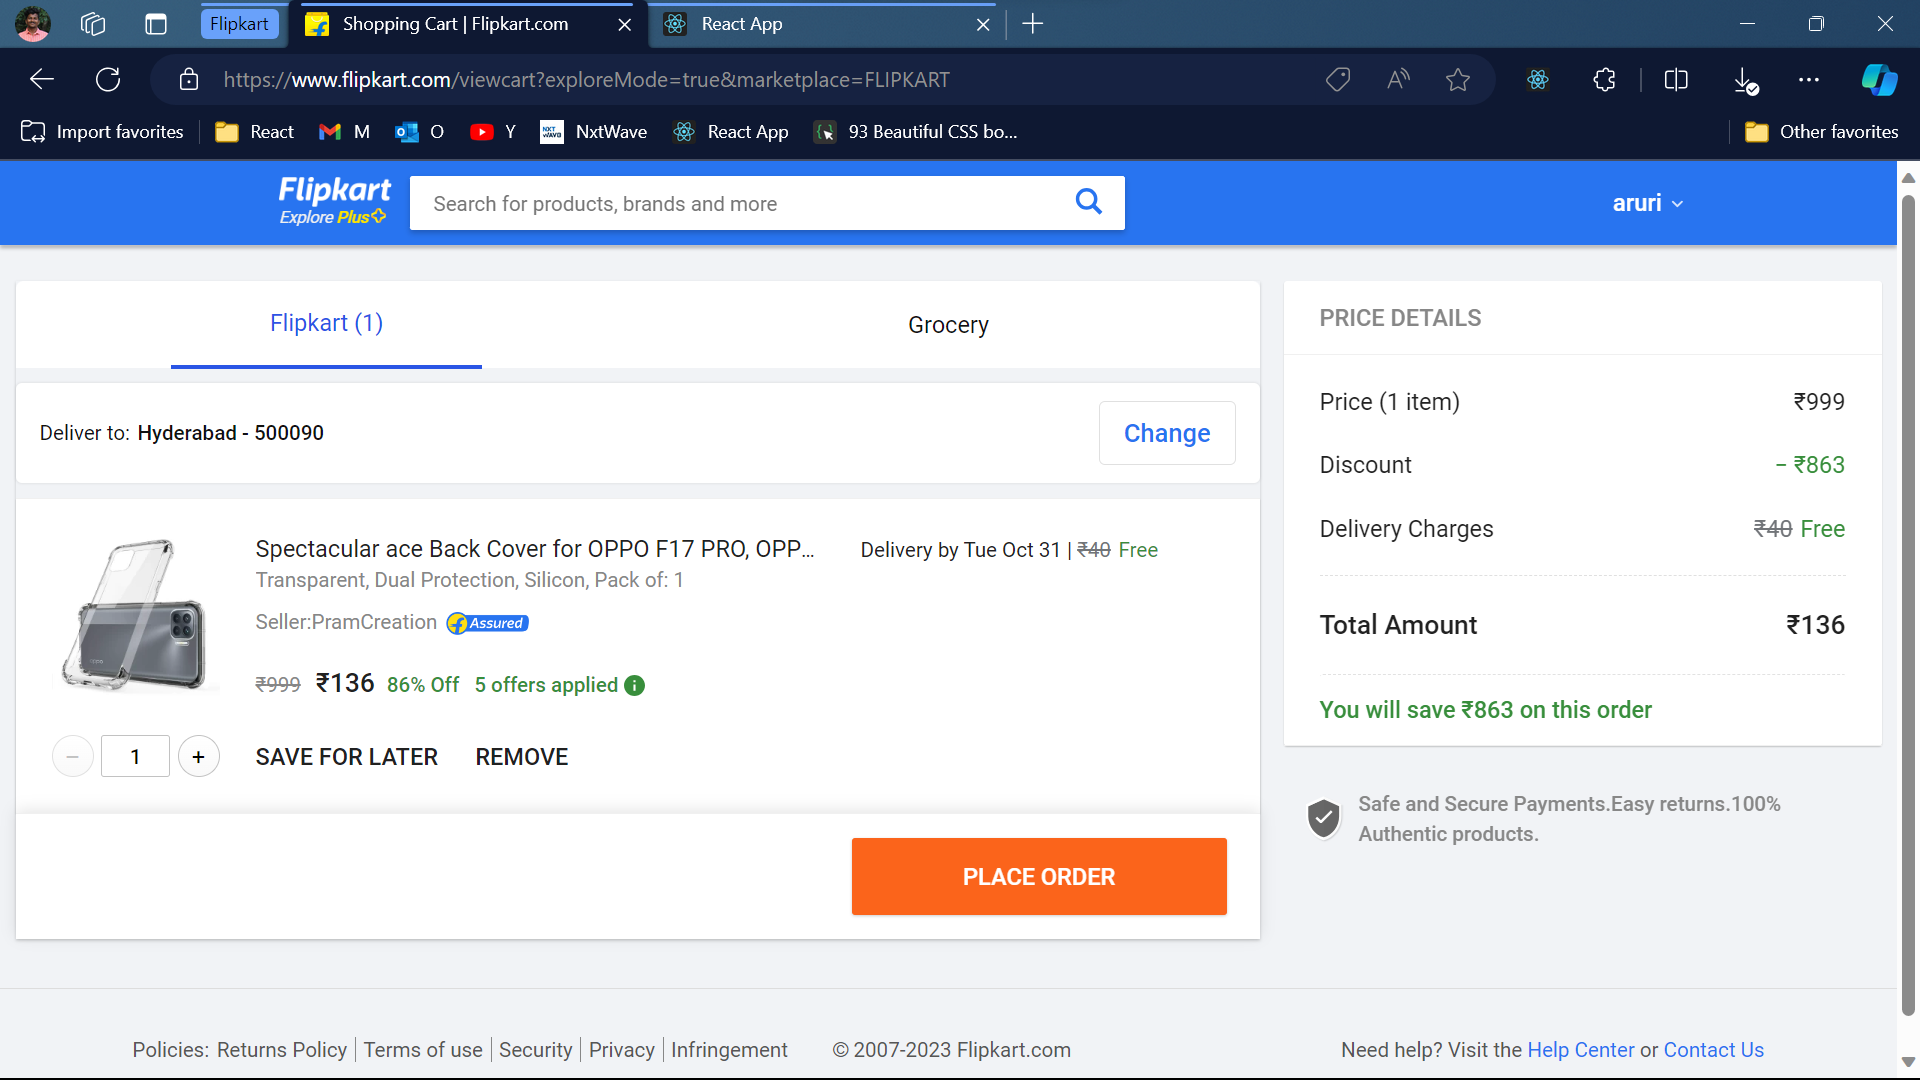 Flipkart
Shopping Cart | Flipkart.com
React App
https://www.flipkart.com/viewcart?exploreMode=true&marketplace=FLIPKART
Import favorites
React
M
O
Y
NxtWave
React App
93 Beautiful CSS bo...
Other favorites
Flipkart
Explore Plus
Search for products, brands and more
aruri
Flipkart (1)
Grocery
Deliver to: Hyderabad - 500090
Change
Spectacular ace Back Cover for OPPO F17 PRO, OPP...
Transparent, Dual Protection, Silicon, Pack of: 1
Seller:PramCreation
Assured
Delivery by Tue Oct 31 | ₹40 Free
₹999 ₹136 86% Off 5 offers applied
1
SAVE FOR LATER
REMOVE
PLACE ORDER
PRICE DETAILS
Price (1 item) ₹999
Discount − ₹863
Delivery Charges ₹40 Free
Total Amount ₹136
You will save ₹863 on this order
Safe and Secure Payments.Easy returns.100%
Authentic products.
Policies: Returns Policy | Terms of use | Security | Privacy | Infringement
© 2007-2023 Flipkart.com
Need help? Visit the Help Center or Contact Us